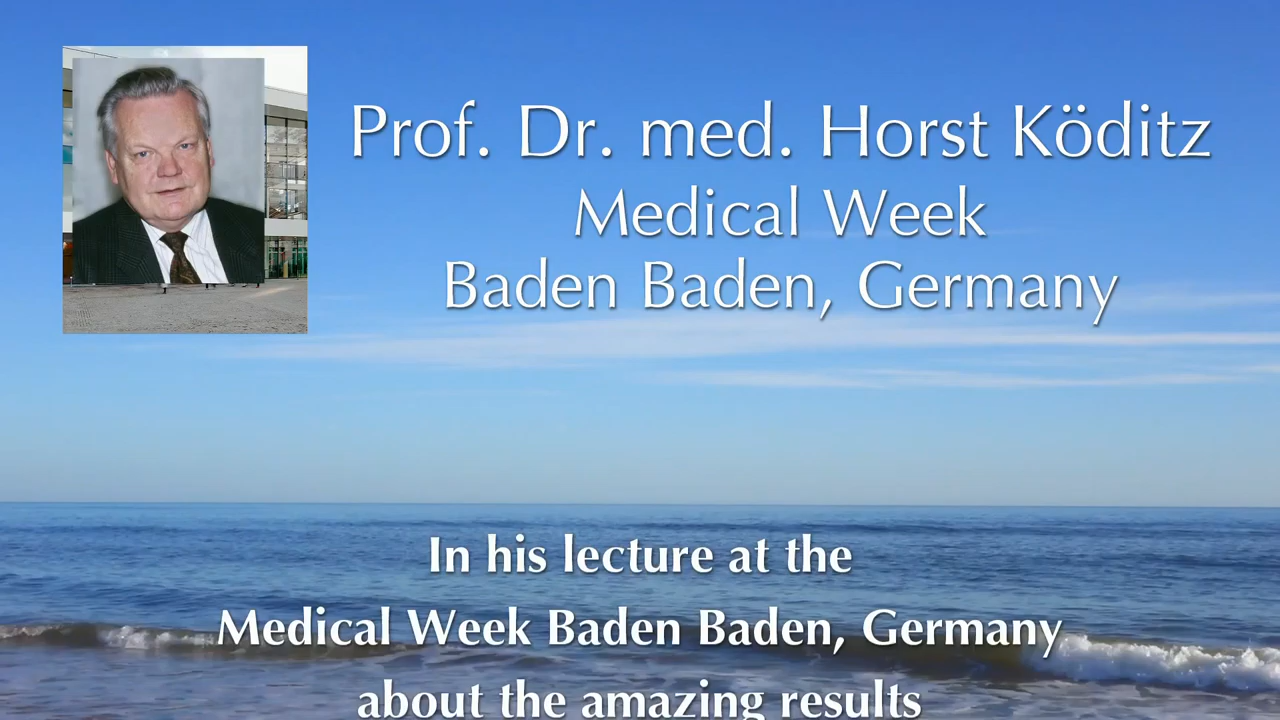 Prof. Dr. med. Horst Köditz
Medical Week
Baden Baden, Germany
In his lecture at the
Medical Week Baden Baden, Germany
about the amazing results